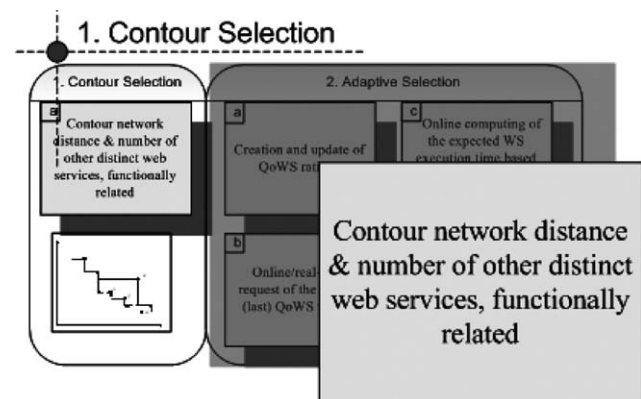 1. Contour Selection
1. Contour Selection
2. Adaptive Selection
a
Contour network
distance & number of
other distinct web
services, functionally
related
a
Creation and update of
QoWS
c
Online computing of
the expected WS
execution time based
b
request of the
(last) QoWS
Contour network distance
& number of other distinct
web services, functionally
related